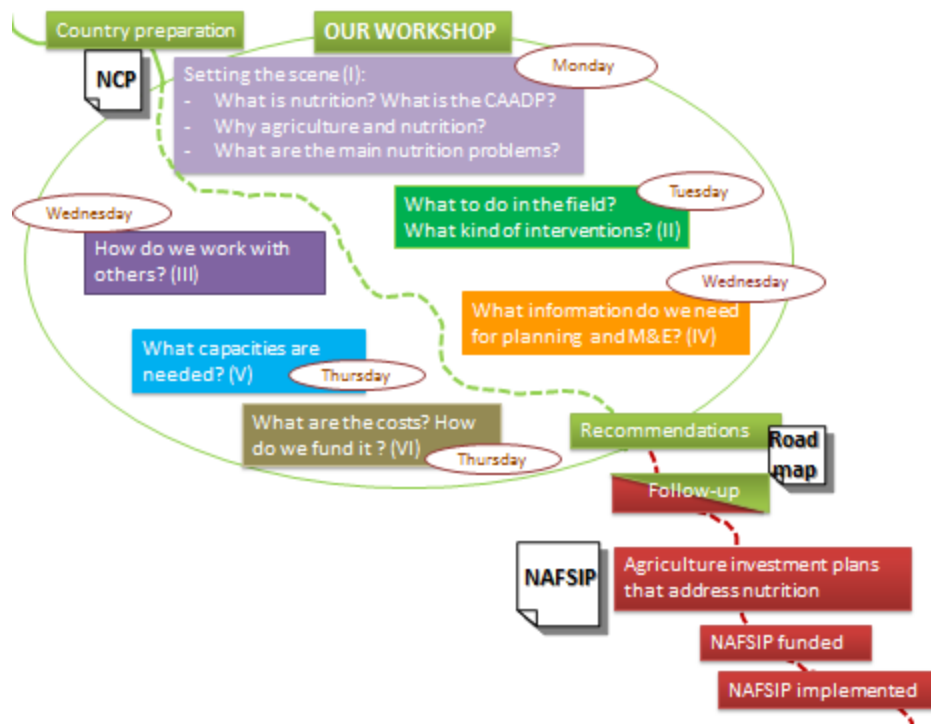 Country preparation
OUR WORKSHOP
NCP
Monday
Setting the scene (I):
- What is nutrition? What is the CAADP?
- Why agriculture and nutrition?
- What are the main nutrition problems?
Tuesday
What to do in the field?
What kind of interventions? (II)
Wednesday
How do we work with
others? (III)
Wednesday
What information do we need
for planning and M&E? (IV)
What capacities are
needed? (V)
Thursday
What are the costs? How
do we fund it ? (VI)
Thursday
Recommendations
Road
map
Follow-up
NAFSIP
Agriculture investment plans
that address nutrition
NAFSIP funded
NAFSIP implemented